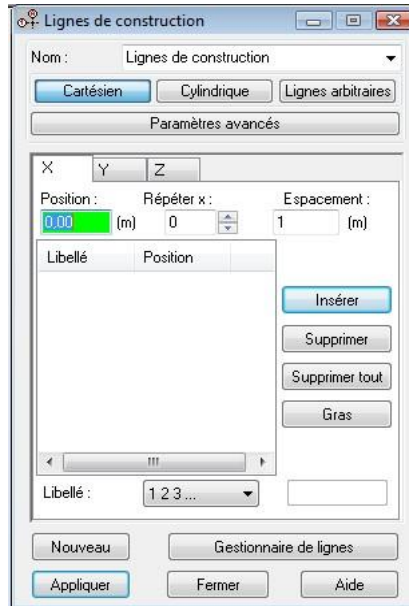 Lignes de construction
Nom : Lignes de construction
Cartésien Cylindrique Lignes arbitraires
Paramètres avancés
X Y Z
Position : Répéter x : Espacement :
0,00 (m) 0 1 (m)
Libellé Position
Insérer
Supprimer
Supprimer tout
Gras
Libellé : 1 2 3 ...
Nouveau Gestionnaire de lignes
Appliquer Fermer Aide